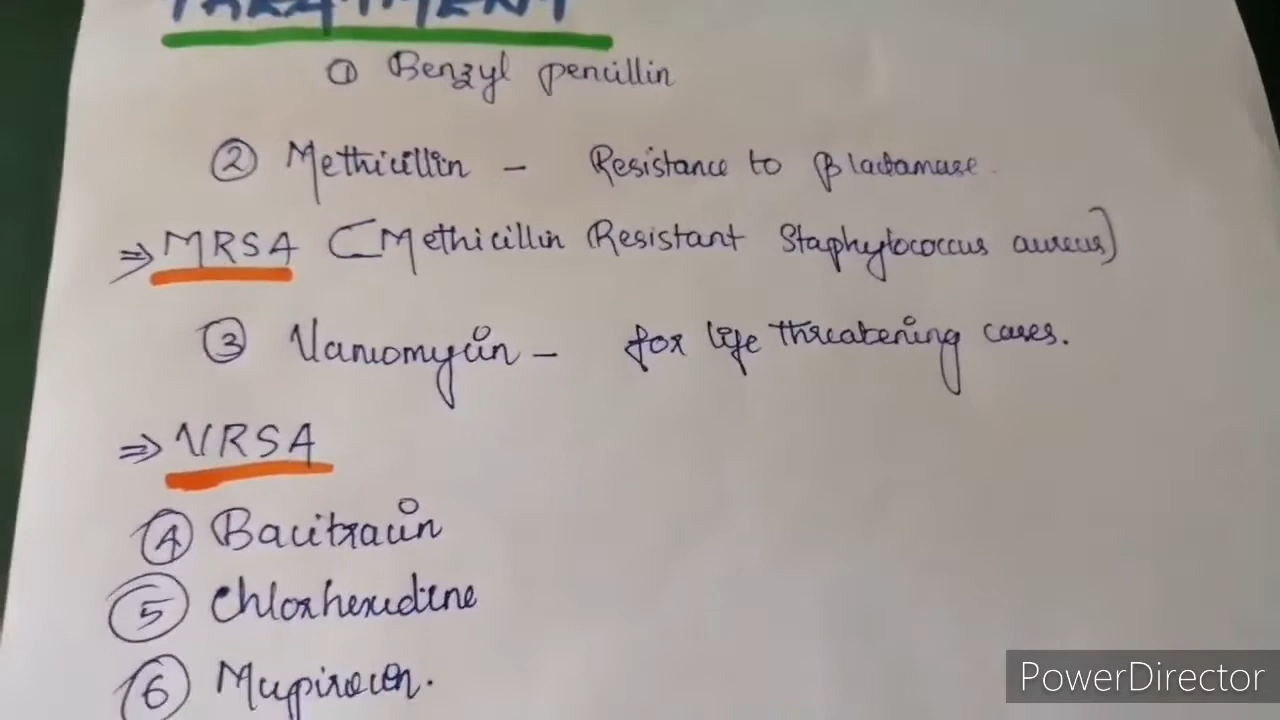 TREATMENT
① Benzyl pencillin
② Methicillin - Resistance to β lactamase.
⇒ MRSA (Methicillin Resistant Staphylococcus aureus)
③ Vancomycin - for life threatening cases.
⇒ VRSA
④ Bacitracin
⑤ Chlorhexidine
⑥ Mupirocin.
PowerDirector